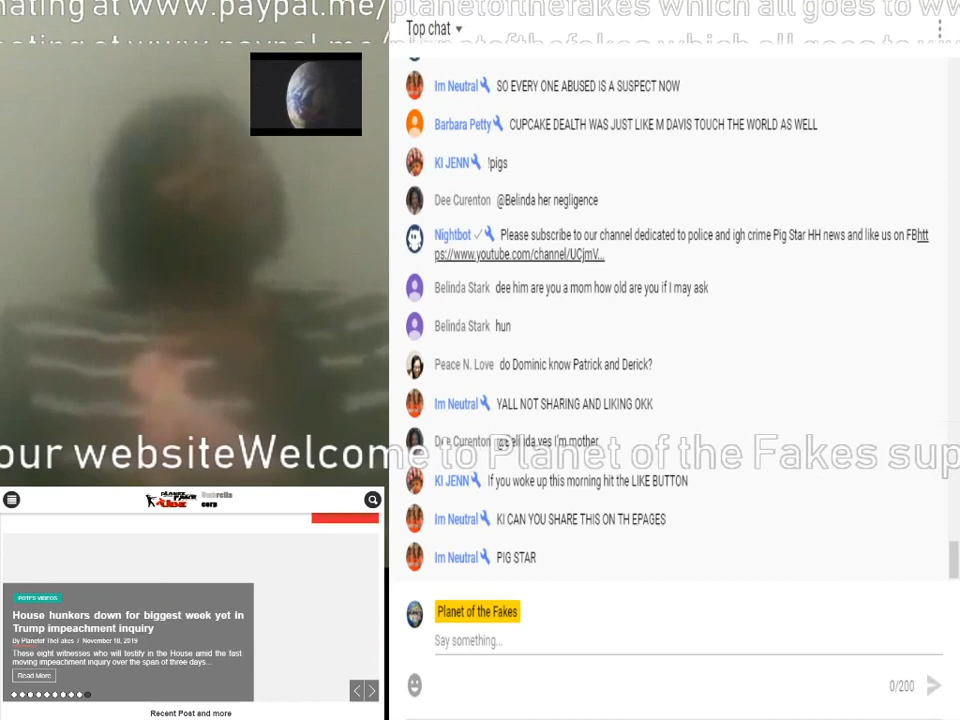 nating at www.paypal.me/planetofthefakes which all goes to ww
Top chat
Im Neutral SO EVERY ONE ABUSED IS A SUSPECT NOW
Barbara Petty CUPCAKE DEALTH WAS JUST LIKE M DAVIS TOUCH THE WORLD AS WELL
KI JENN !pigs
Dee Curenton @Belinda her negligence
Nightbot Please subscribe to our channel dedicated to police and igh crime Pig Star HH news and like us on FBhtt
ps://www.youtube.com/channel/UCjmV...
Belinda Stark dee him are you a mom how old are you if I may ask
Belinda Stark hun
Peace N. Love do Dominic know Patrick and Derick?
Im Neutral YALL NOT SHARING AND LIKING OKK
Dee Curenton @Belinda yes I'm mother
our websiteWelcome to Planet of the Fakes sup
KI JENN If you woke up this morning hit the LIKE BUTTON
Im Neutral KI CAN YOU SHARE THIS ON TH EPAGES
Im Neutral PIG STAR
Planet of the Fakes
Say something...
0/200
POTF'S VIDEOS
House hunkers down for biggest week yet in
Trump impeachment inquiry
By Planetof TheFakes / November 18, 2019
These eight witnesses who will testify in the House amid the fast-
moving impeachment inquiry over the span of three days...
Read More
Recent Post and more